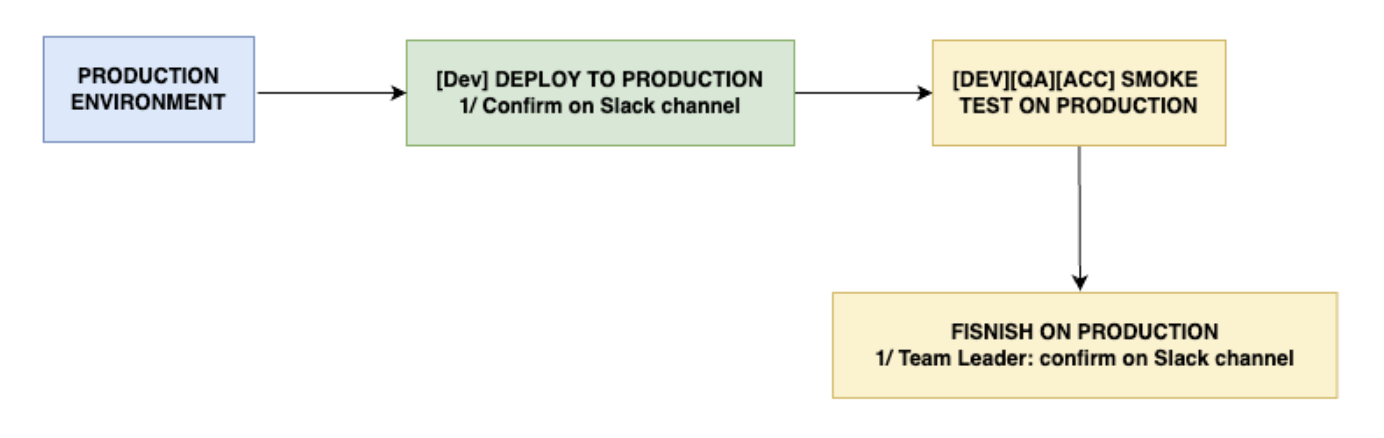 PRODUCTION
ENVIRONMENT
[Dev] DEPLOY TO PRODUCTION
1/ Confirm on Slack channel
[DEV][QA][ACC] SMOKE
TEST ON PRODUCTION
FISNISH ON PRODUCTION
1/ Team Leader: confirm on Slack channel